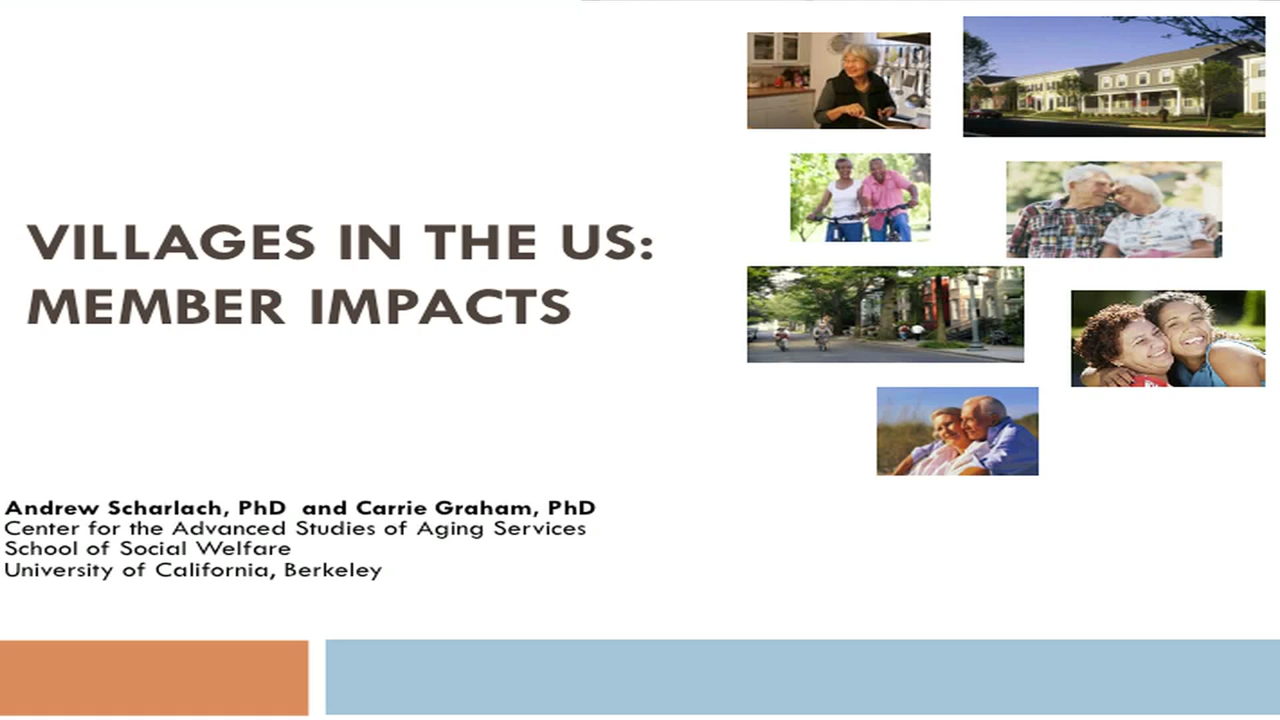 VILLAGES IN THE US:
MEMBER IMPACTS
Andrew Scharlach, PhD  and Carrie Graham, PhD
Center for the Advanced Studies of Aging Services
School of Social Welfare
University of California, Berkeley